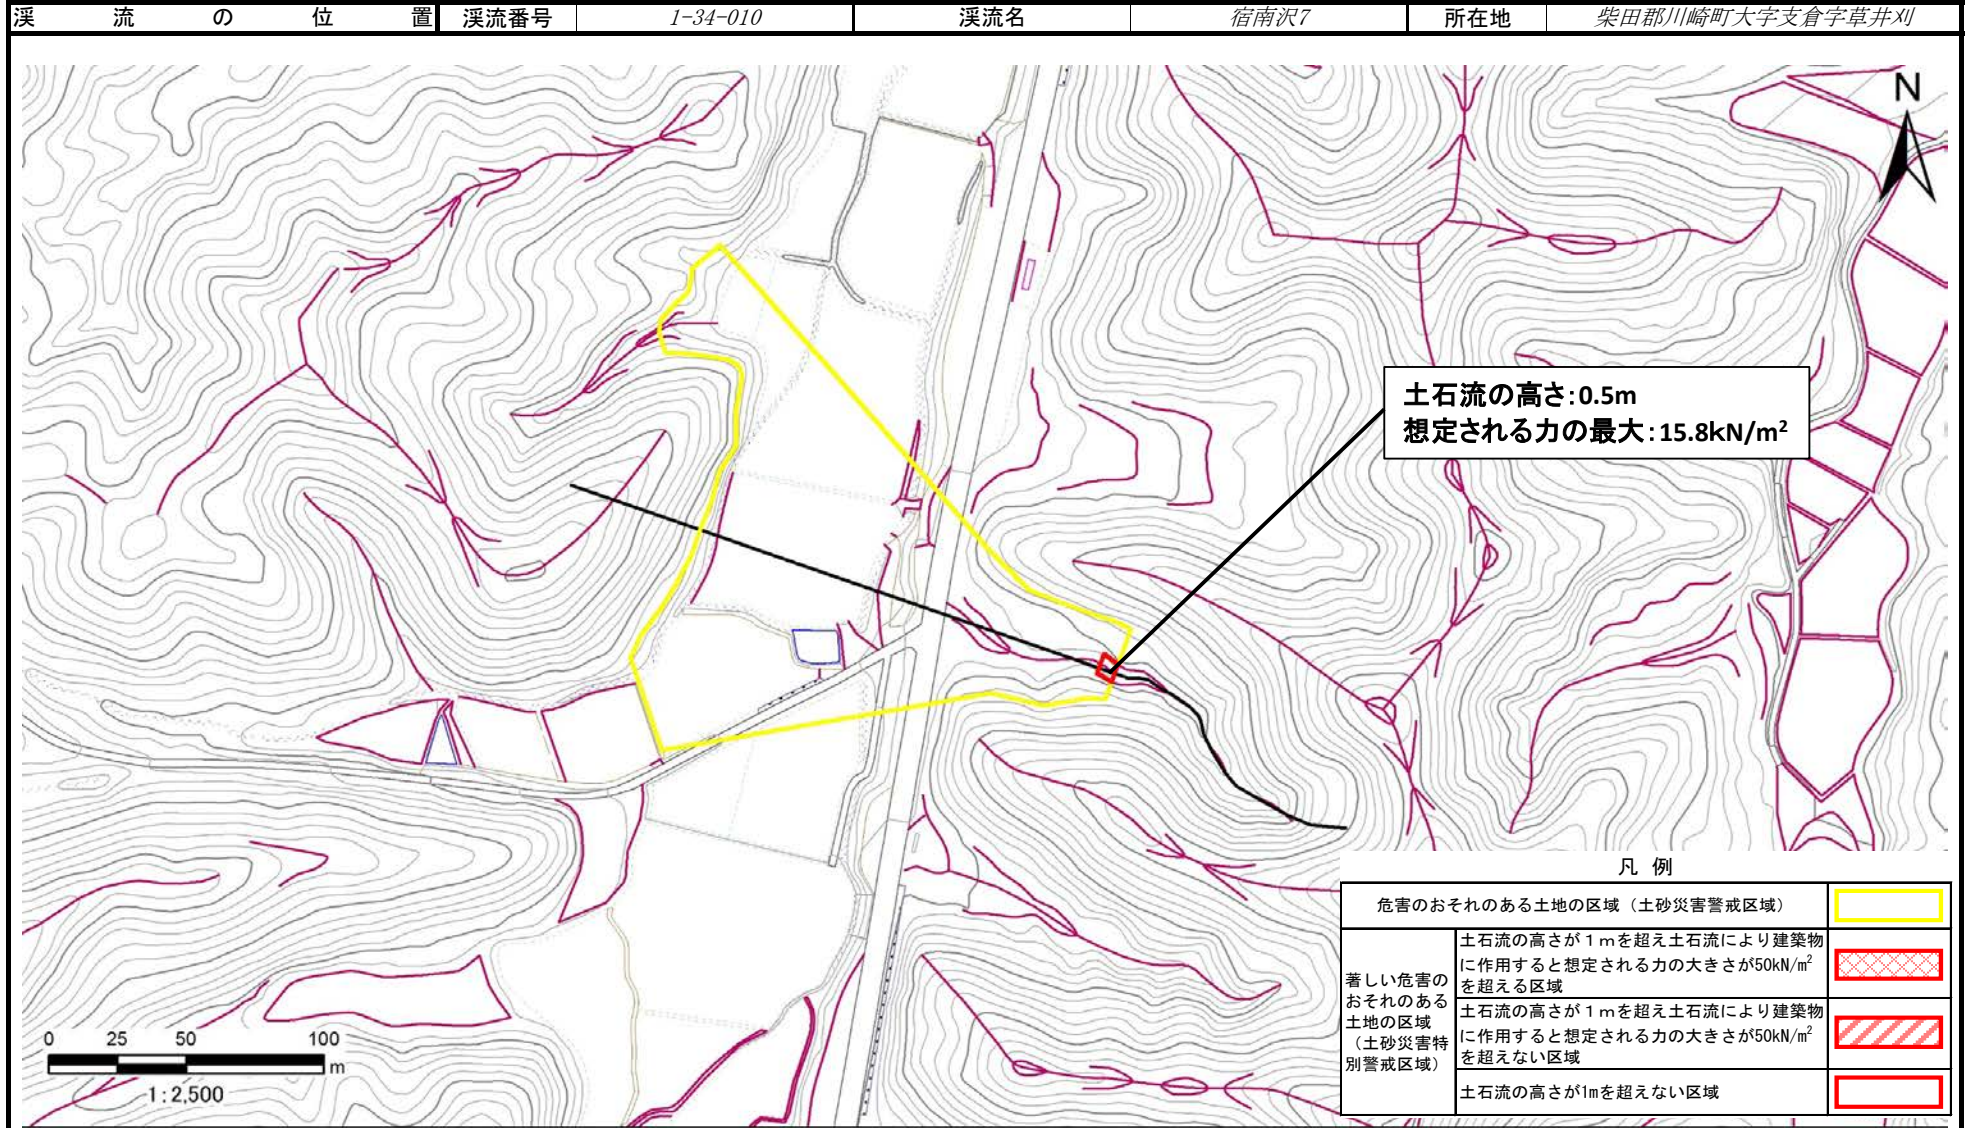 渓流の位置 渓流番号 1-34-010 渓流名 宿南沢7 所在地 柴田郡川崎町大字支倉字草井刈
N
土石流の高さ:0.5m
想定される力の最大:15.8kN/m²
凡 例
危害のおそれのある土地の区域（土砂災害警戒区域）
著しい危害の
おそれのある
土地の区域
（土砂災害特
別警戒区域）
土石流の高さが１ｍを超え土石流により建築物
に作用すると想定される力の大きさが50kN/m²
を超える区域
土石流の高さが１ｍを超え土石流により建築物
に作用すると想定される力の大きさが50kN/m²
を超えない区域
土石流の高さが1mを超えない区域
0 25 50 100
m
1:2,500